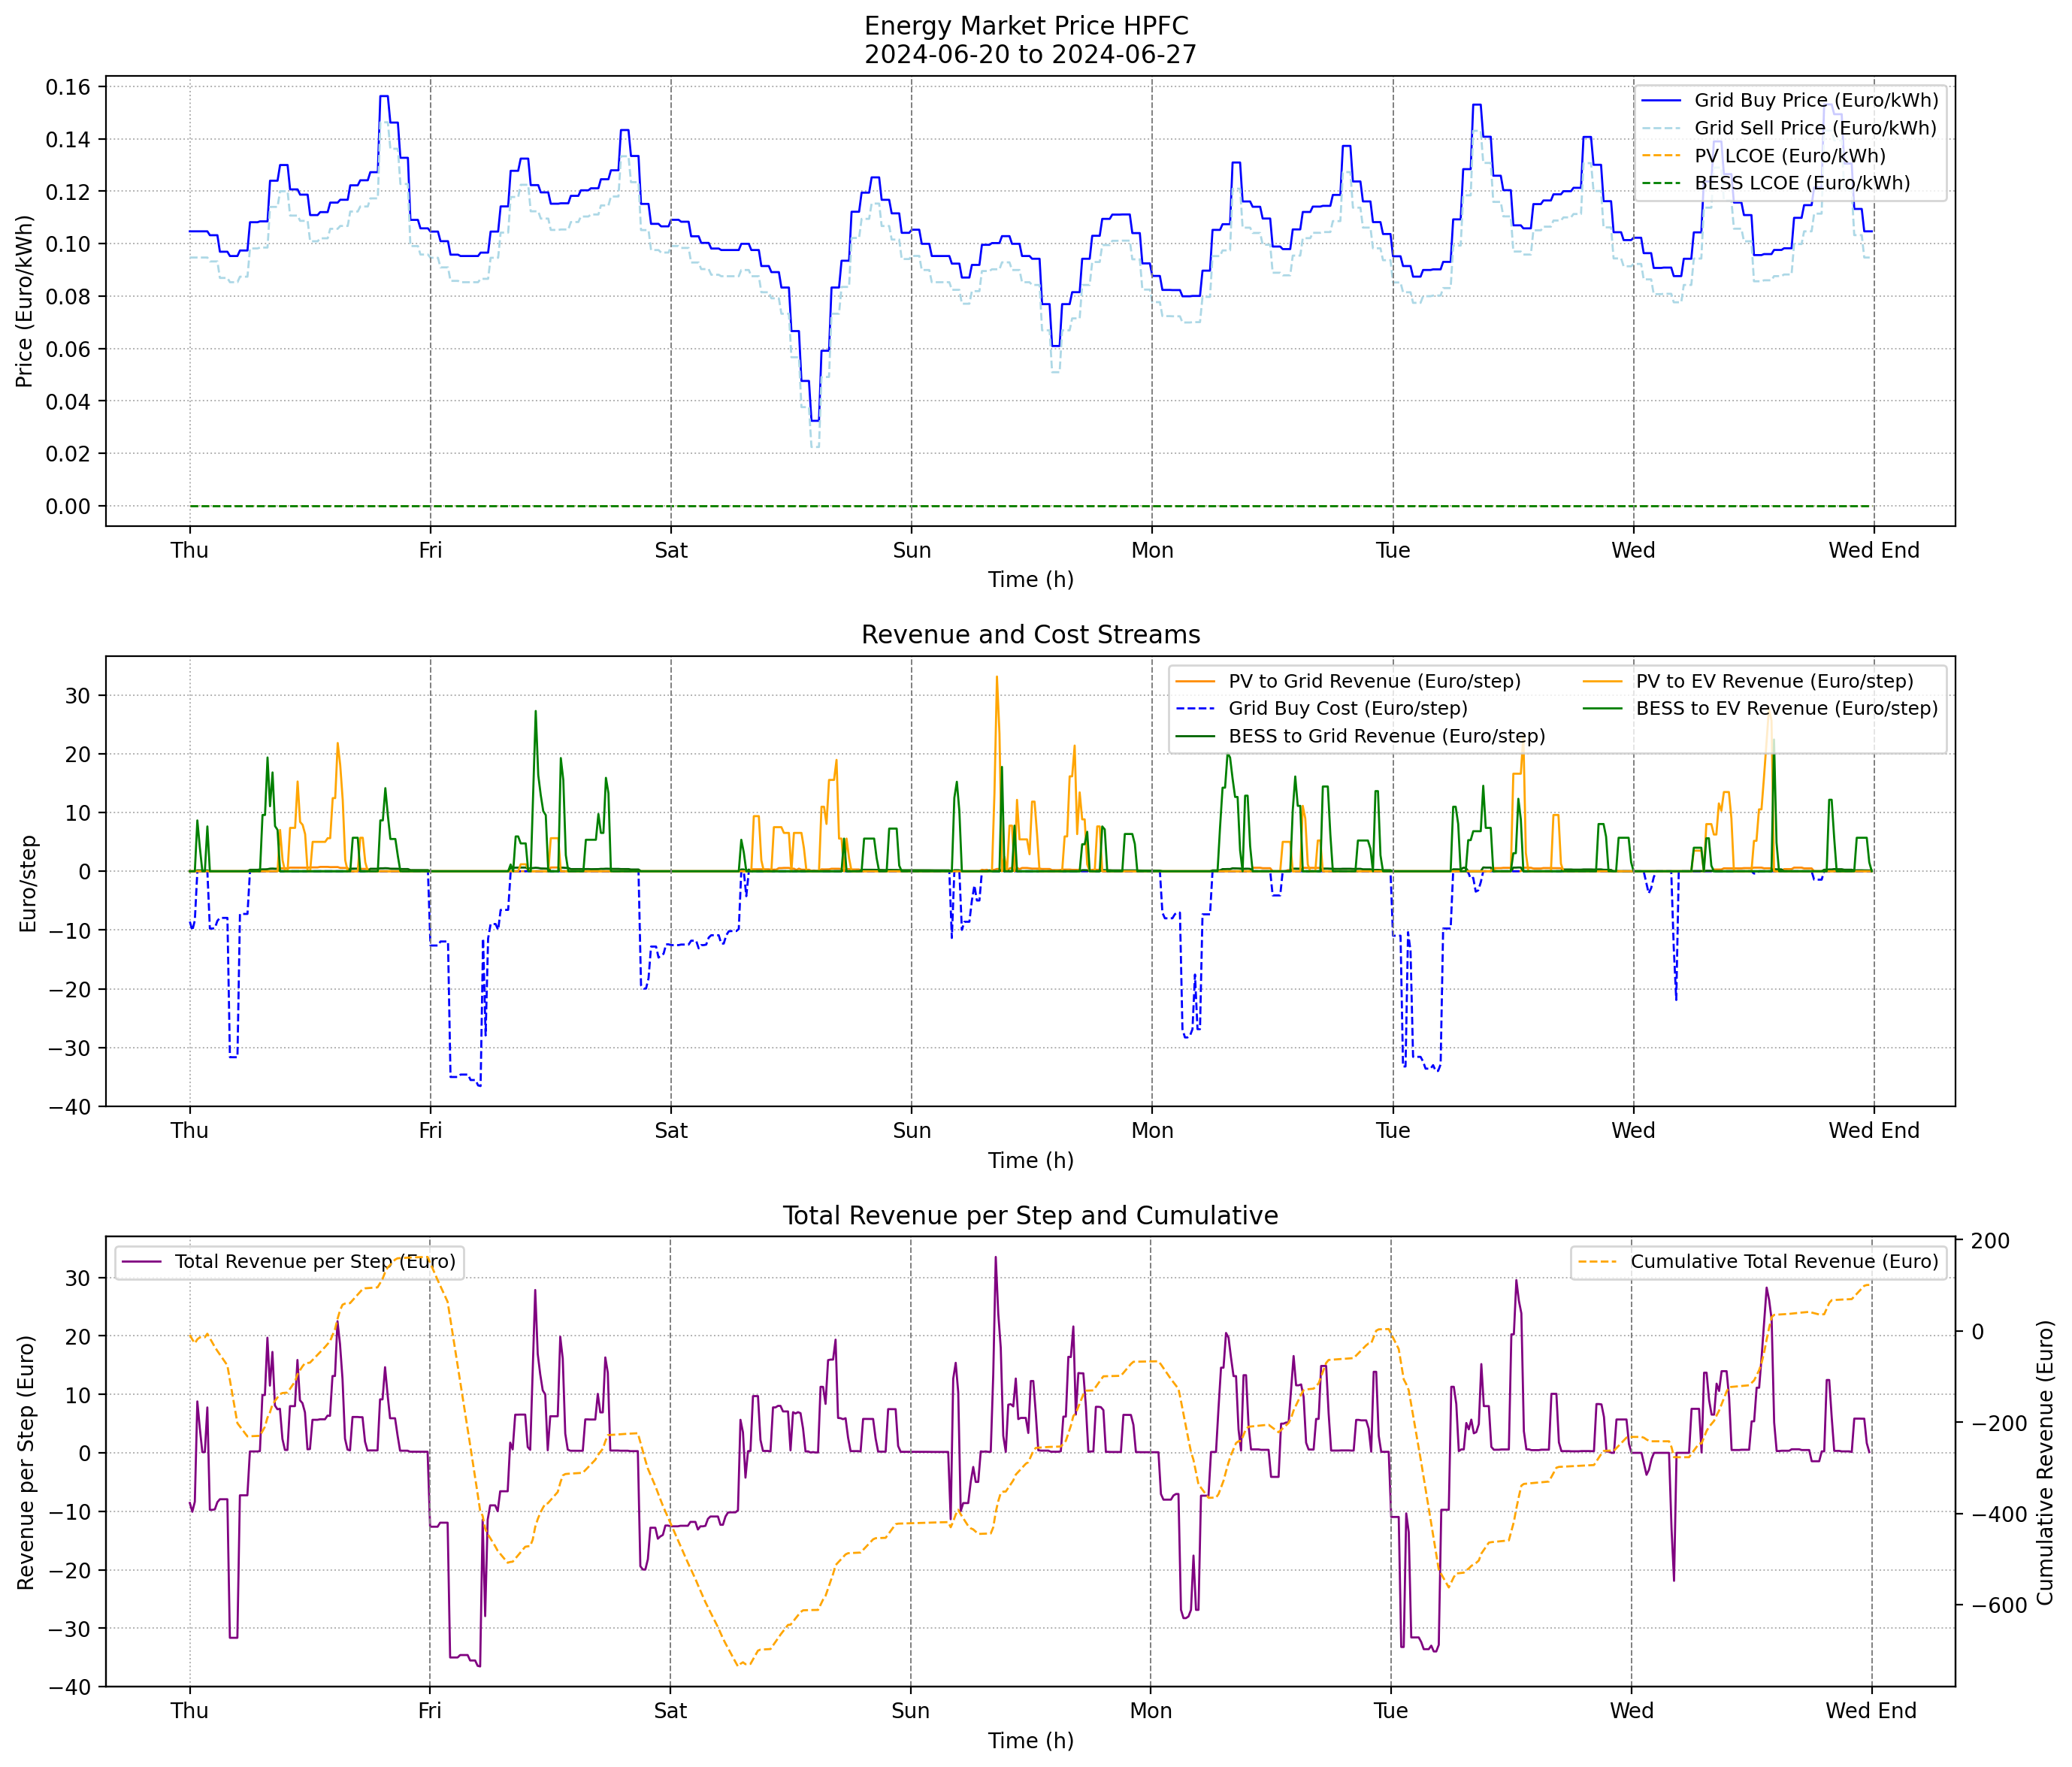 Energy Market Price HPFC
2024-06-20 to 2024-06-27
Price (Euro/kWh)
0.16
0.14
0.12
0.10
0.08
0.06
0.04
0.02
0.00
Grid Buy Price (Euro/kWh)
Grid Sell Price (Euro/kWh)
PV LCOE (Euro/kWh)
BESS LCOE (Euro/kWh)
Thu Fri Sat Sun Mon Tue Wed Wed End
Time (h)
Revenue and Cost Streams
Euro/step
30
20
10
0
−10
−20
−30
−40
PV to Grid Revenue (Euro/step)
Grid Buy Cost (Euro/step)
BESS to Grid Revenue (Euro/step)
PV to EV Revenue (Euro/step)
BESS to EV Revenue (Euro/step)
Thu Fri Sat Sun Mon Tue Wed Wed End
Time (h)
Total Revenue per Step and Cumulative
Revenue per Step (Euro)
30
20
10
0
−10
−20
−30
−40
Total Revenue per Step (Euro)
Cumulative Total Revenue (Euro)
200
0
−200
−400
−600
Cumulative Revenue (Euro)
Thu Fri Sat Sun Mon Tue Wed Wed End
Time (h)